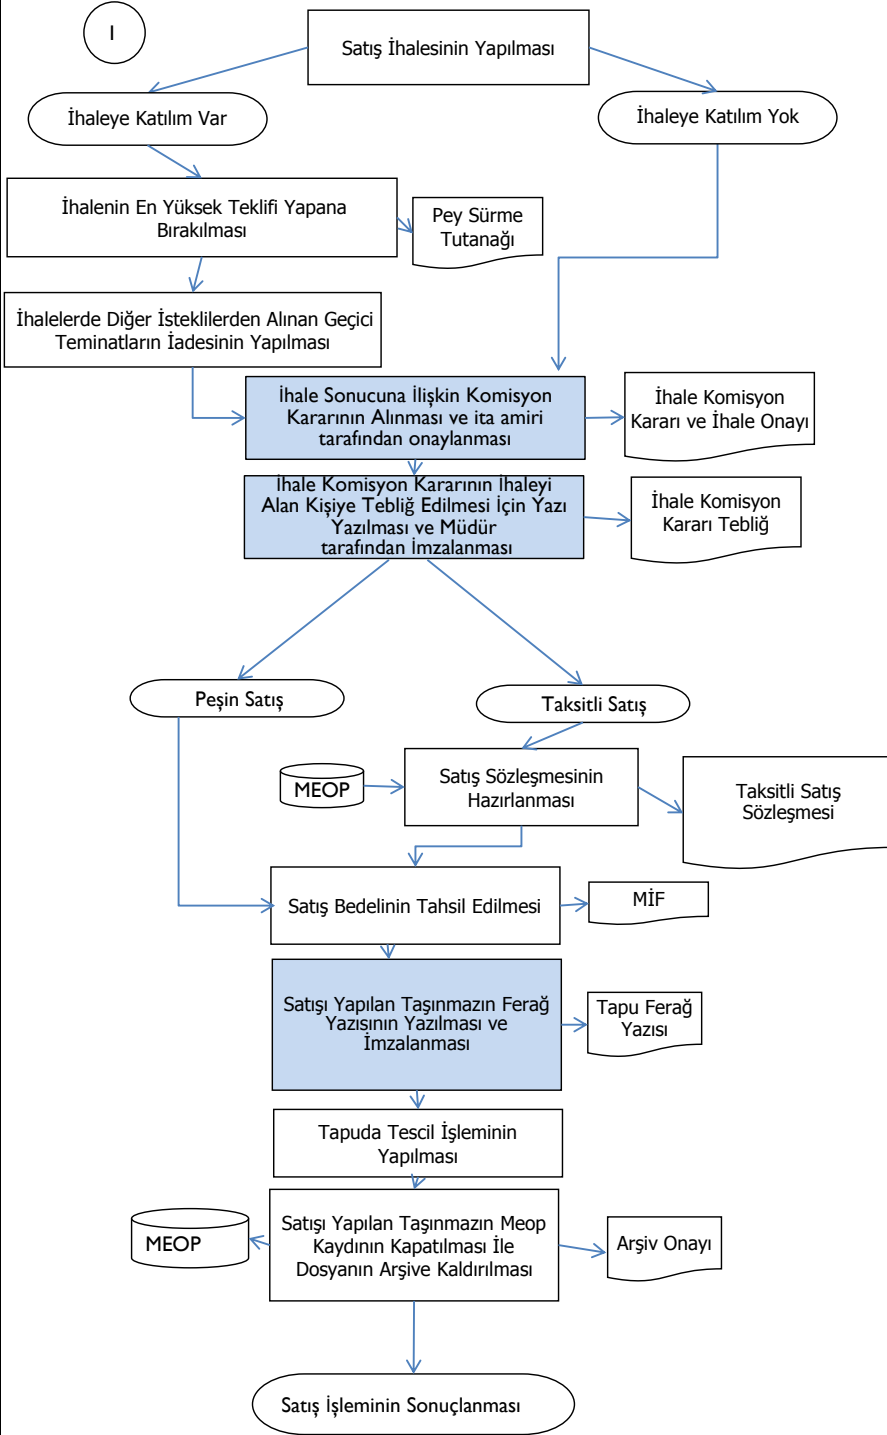 I
Satış İhalesinin Yapılması
İhaleye Katılım Var
İhaleye Katılım Yok
İhalenin En Yüksek Teklifi Yapana
Bırakılması
Pey Sürme
Tutanağı
İhalelerde Diğer İsteklilerden Alınan Geçici
Teminatların İadesinin Yapılması
İhale Sonucuna İlişkin Komisyon
Kararının Alınması ve ita amiri
tarafından onaylanması
İhale Komisyon
Kararı ve İhale Onayı
İhale Komisyon Kararının İhaleyi
Alan Kişiye Tebliğ Edilmesi İçin Yazı
Yazılması ve Müdür
tarafından İmzalanması
İhale Komisyon
Kararı Tebliğ
Peşin Satış
Taksitli Satış
MEOP
Satış Sözleşmesinin
Hazırlanması
Taksitli Satış
Sözleşmesi
Satış Bedelinin Tahsil Edilmesi
MİF
Satışı Yapılan Taşınmazın Ferağ
Yazısının Yazılması ve
İmzalanması
Tapu Ferağ
Yazısı
Tapuda Tescil İşleminin
Yapılması
MEOP
Satışı Yapılan Taşınmazın Meop
Kaydının Kapatılması İle
Dosyanın Arşive Kaldırılması
Arşiv Onayı
Satış İşleminin Sonuçlanması